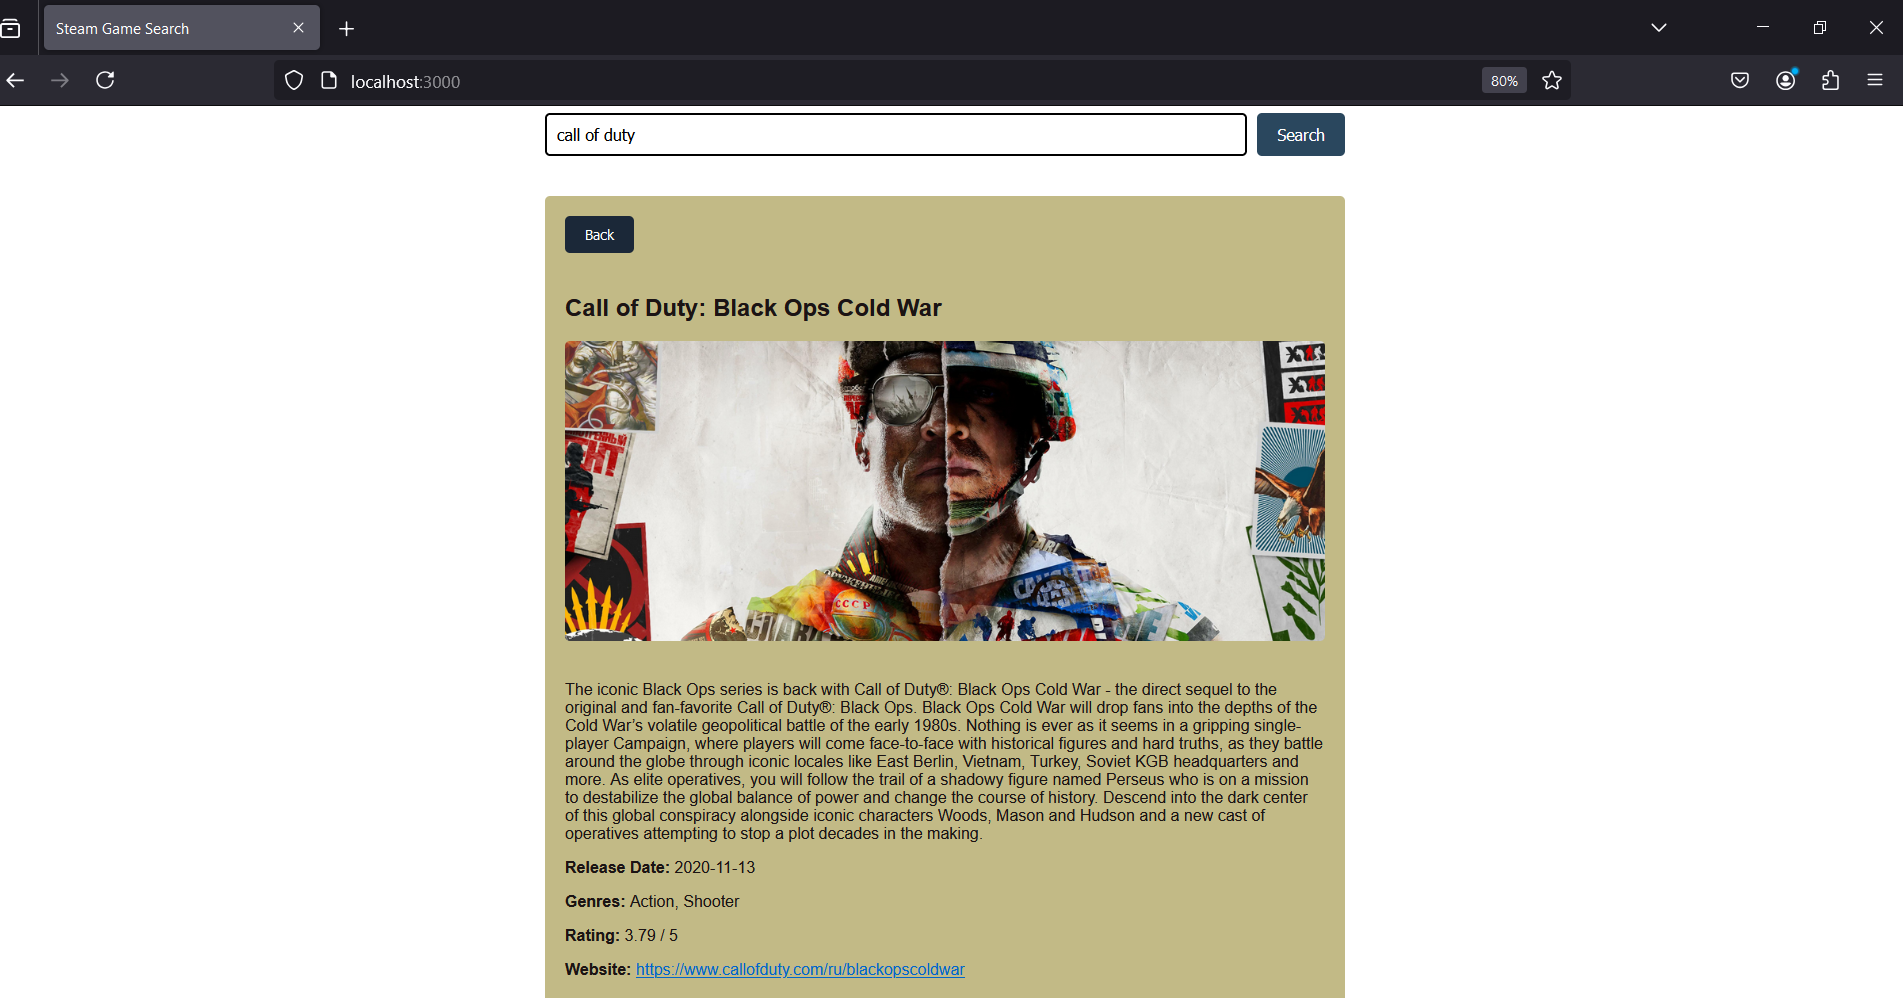 Steam Game Search
localhost:3000
80%
call of duty
Search
Back
Call of Duty: Black Ops Cold War
СССР
The iconic Black Ops series is back with Call of Duty®: Black Ops Cold War - the direct sequel to the
original and fan-favorite Call of Duty®: Black Ops. Black Ops Cold War will drop fans into the depths of the
Cold War’s volatile geopolitical battle of the early 1980s. Nothing is ever as it seems in a gripping single-
player Campaign, where players will come face-to-face with historical figures and hard truths, as they battle
around the globe through iconic locales like East Berlin, Vietnam, Turkey, Soviet KGB headquarters and
more. As elite operatives, you will follow the trail of a shadowy figure named Perseus who is on a mission
to destabilize the global balance of power and change the course of history. Descend into the dark center
of this global conspiracy alongside iconic characters Woods, Mason and Hudson and a new cast of
operatives attempting to stop a plot decades in the making.
Release Date: 2020-11-13
Genres: Action, Shooter
Rating: 3.79 / 5
Website: https://www.callofduty.com/ru/blackopscoldwar